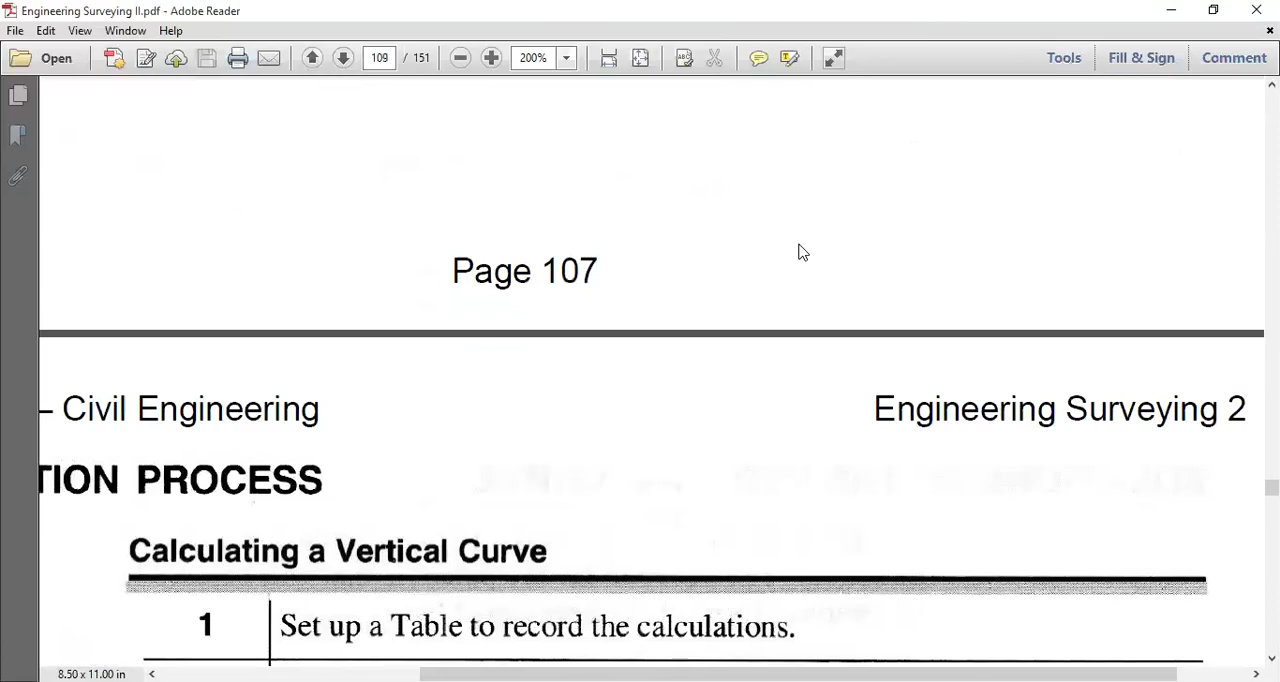 Engineering Surveying II.pdf - Adobe Reader
File Edit View Window Help
Open 109 / 151 200% Tools Fill & Sign Comment
Page 107
– Civil Engineering Engineering Surveying 2
TION PROCESS
Calculating a Vertical Curve
1 Set up a Table to record the calculations.
8.50 x 11.00 in